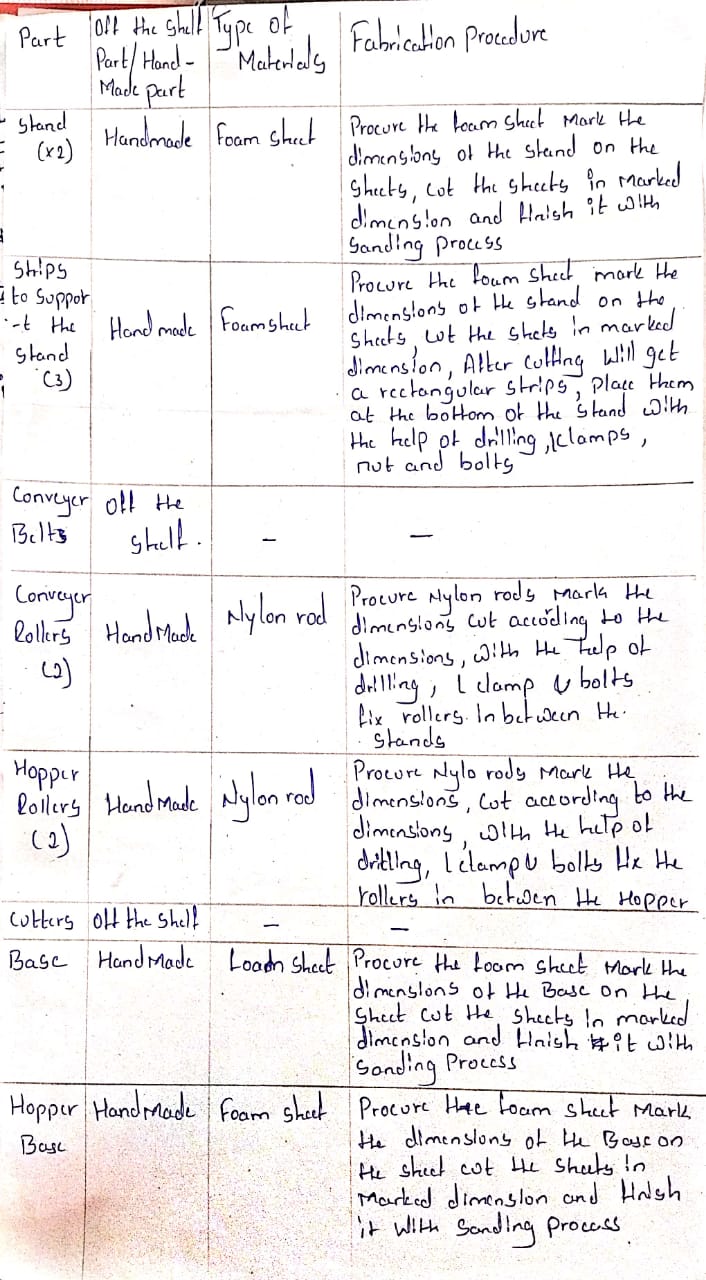 Part
Off the shelf
Part/Hand-
Made part
Type of
Materials
Fabrication Procedure
Stand
(x2)
Handmade
Foam sheet
Procure the foam sheet Mark the
dimensions of the stand on the
sheets, cut the sheets in marked
dimension and finish it with
Sanding process
Strips
to Suppor
-t the
Stand
(3)
Hand made
Foam sheet
Procure the foam sheet mark the
dimensions of the stand on the
sheets, cut the shets in marked
dimension, After cutting will get
a rectangular strips, place them
at the bottom of the stand with
the help of drilling, lclamps,
nut and bolts
Conveyer
Belts
Off the
shelf.
-
-
Conveyer
Rollers
(2)
Hand Made
Nylon rod
Procure Nylon rods Mark the
dimensions cut according to the
dimensions, with the help of
drilling, L clamp & bolts
fix rollers. In between the.
stands
Hopper
Rollers
(2)
Hand Made
Nylon rod
Procure Nylo rods Mark the
dimensions, cut according to the
dimensions, with the help of
drilling, L clamp & bolts fix the
rollers in betwen the Hopper
Cutters
Off the shelf
-
-
Base
Hand Made
sheet
Procure the foam sheet Mark the
dimensions of the Base on the
sheet cut the sheets in marked
dimension and finish it with
Sanding Process
Hopper
Base
Hand Made
Foam sheet
Procure the foam sheet Mark
the dimensions of the Base on
the sheet cut the sheets in
Marked dimension and finish
it with Sanding process